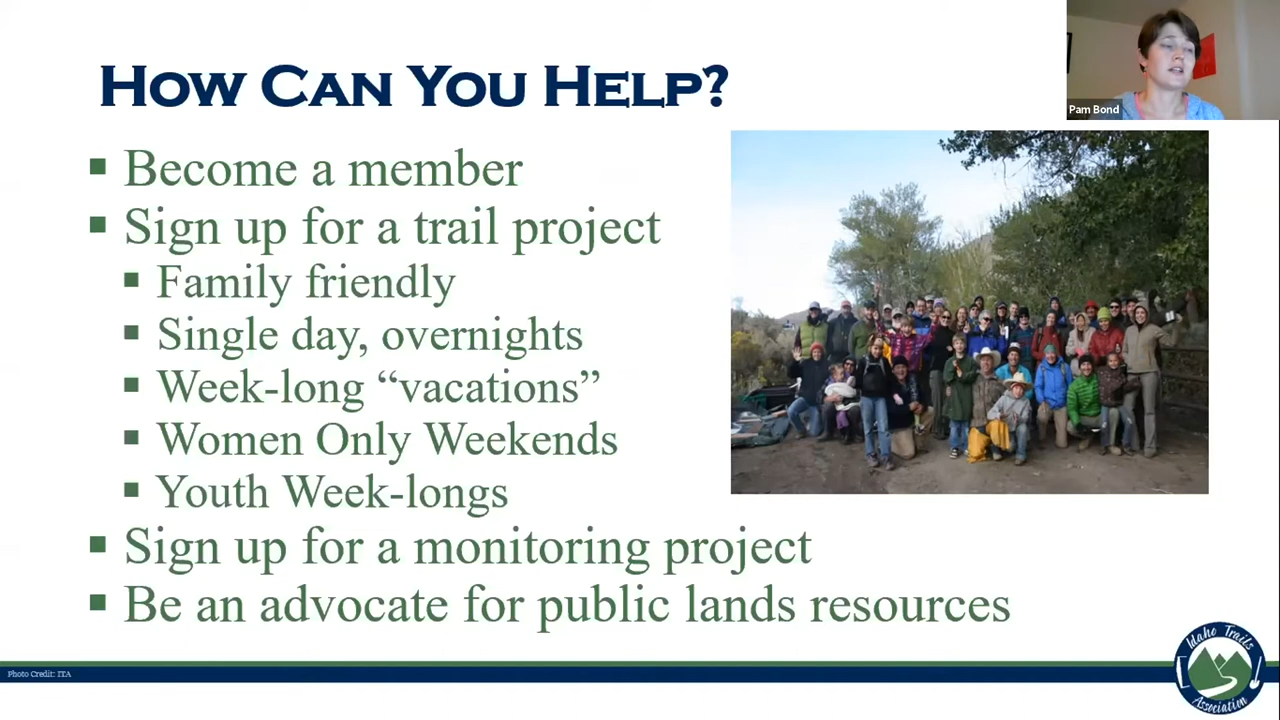 How Can You Help?
Pam Bond
Become a member
Sign up for a trail project
Family friendly
Single day, overnights
Week-long “vacations”
Women Only Weekends
Youth Week-longs
Sign up for a monitoring project
Be an advocate for public lands resources
Photo Credit: ITA
Idaho Trails
Association